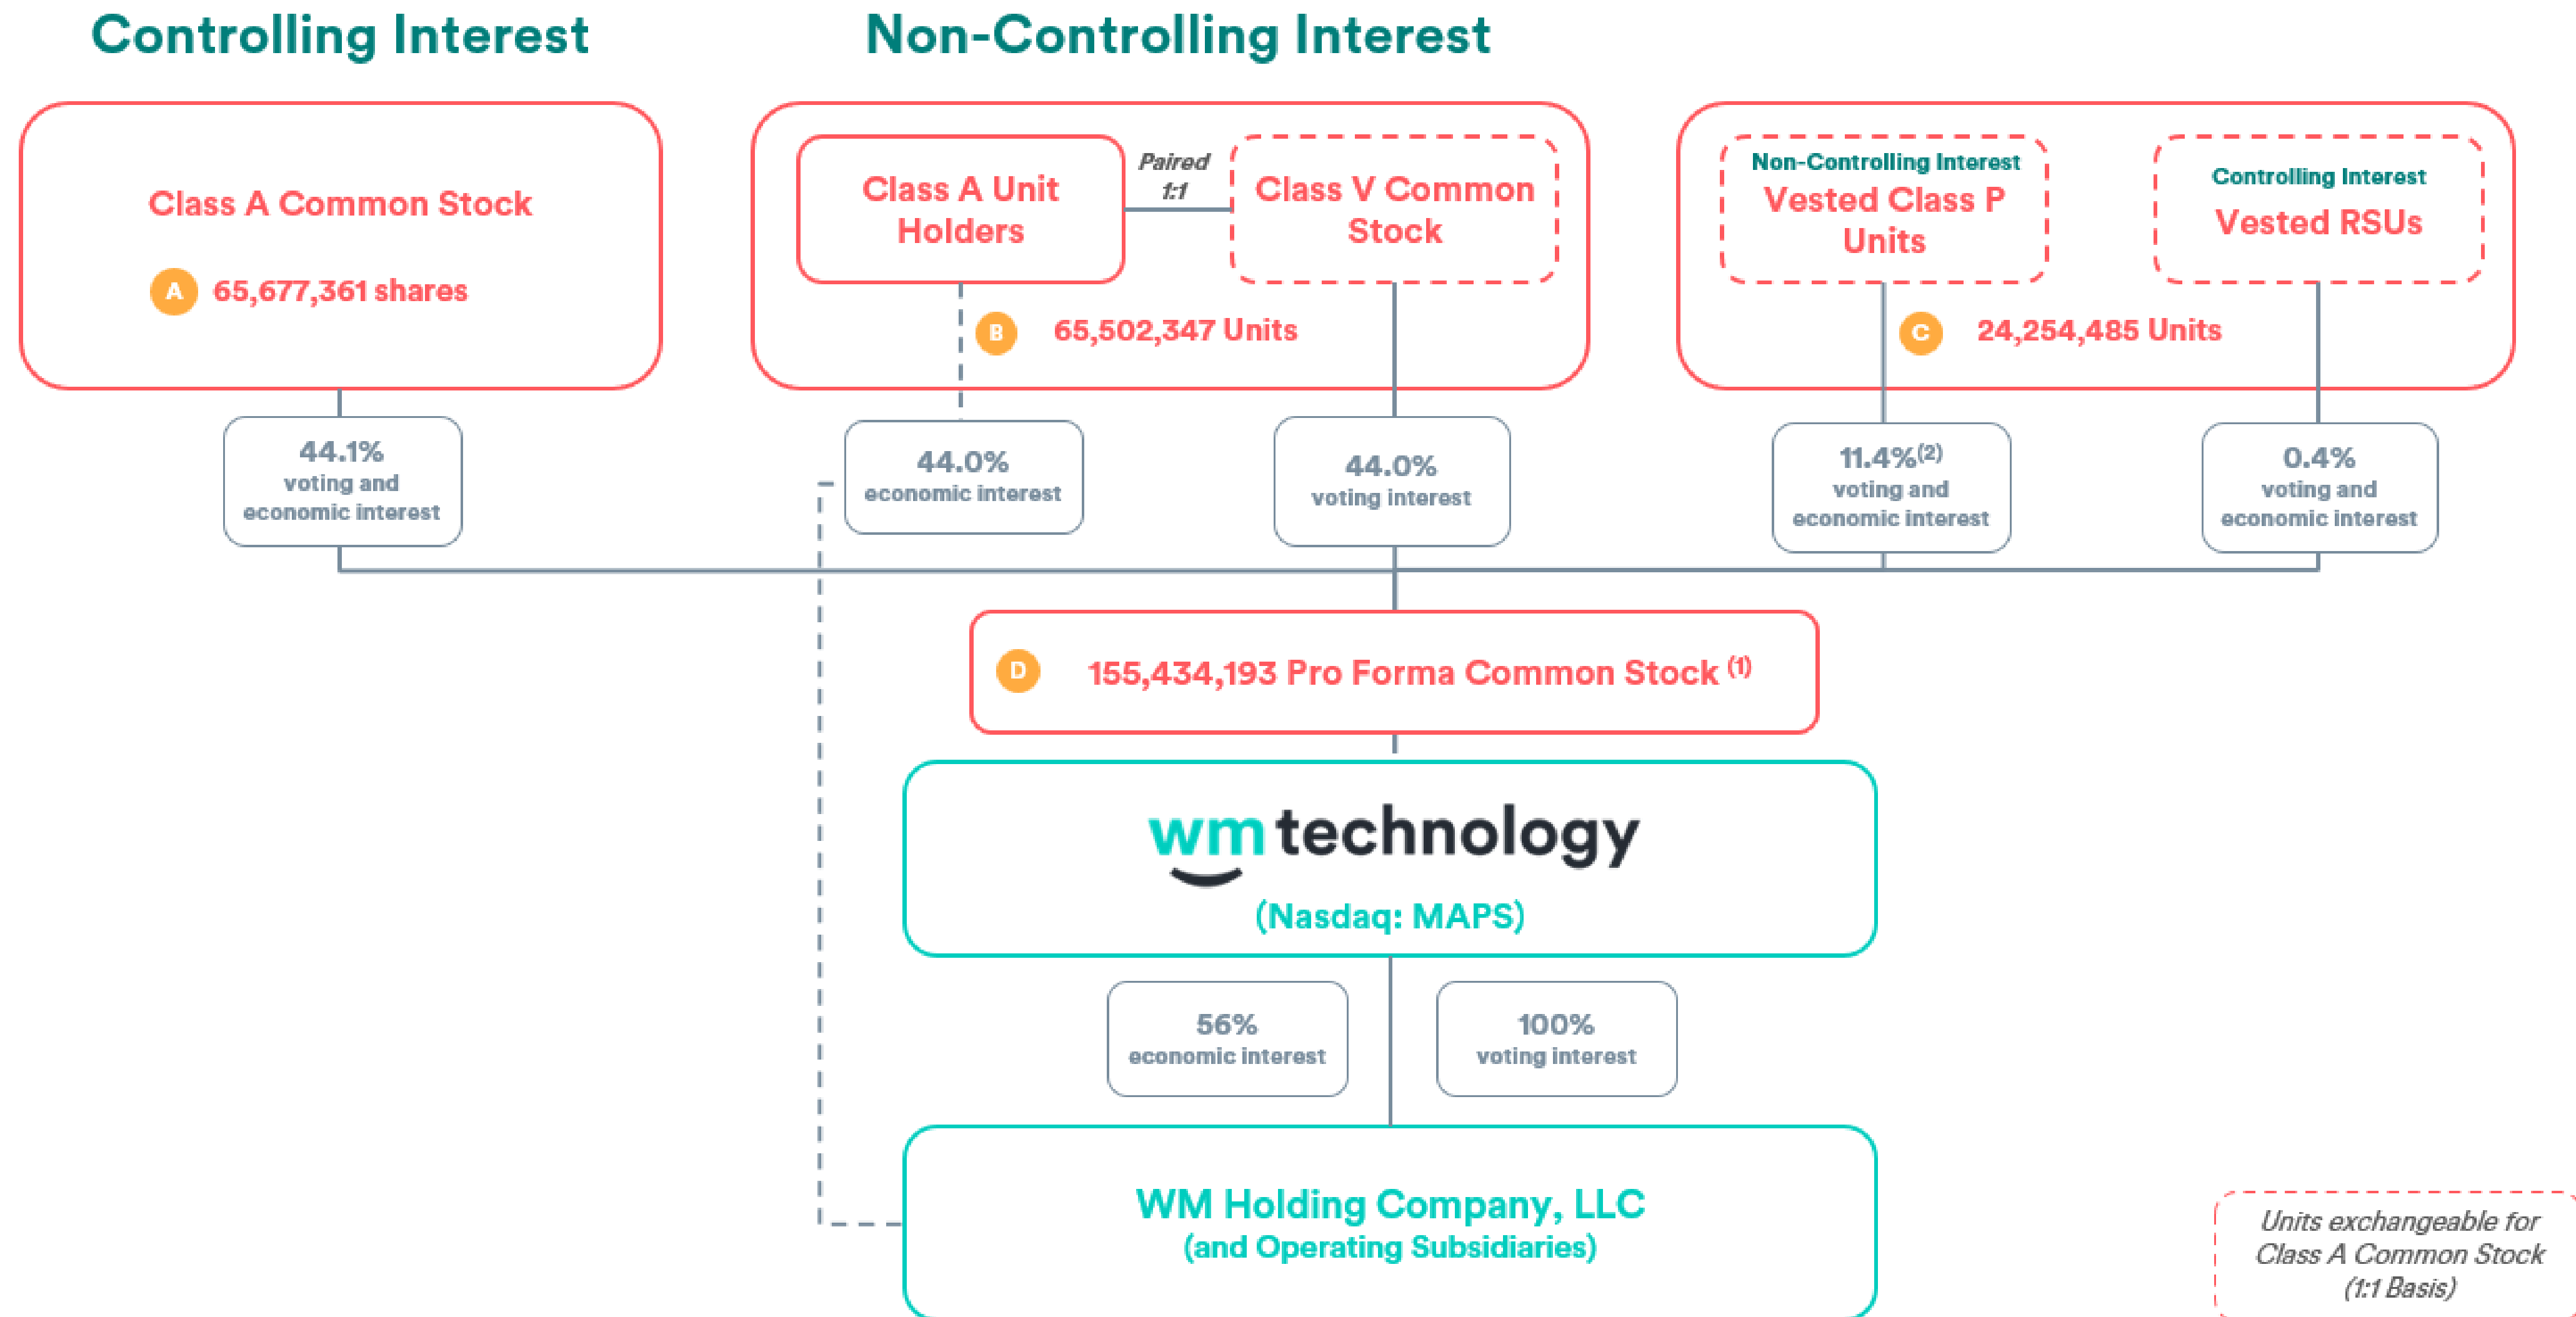 Controlling Interest
Non-Controlling Interest
Class A Common Stock
A 65,677,361 shares
Class A Unit
Holders
Paired
1:1
Class V Common
Stock
B 65,502,347 Units
Non-Controlling Interest
Vested Class P
Units
Controlling Interest
Vested RSUs
C 24,254,485 Units
44.1%
voting and
economic interest
44.0%
economic interest
44.0%
voting interest
11.4%(2)
voting and
economic interest
0.4%
voting and
economic interest
D 155,434,193 Pro Forma Common Stock (1)
wm technology
(Nasdaq: MAPS)
56%
economic interest
100%
voting interest
WM Holding Company, LLC
(and Operating Subsidiaries)
Units exchangeable for
Class A Common Stock
(1:1 Basis)